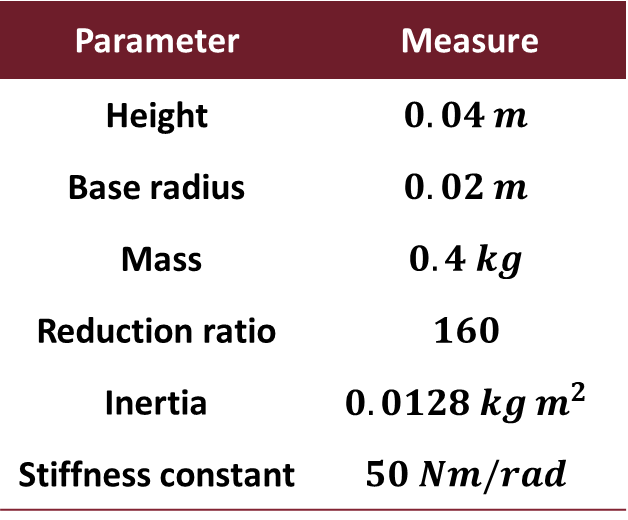 Parameter Measure
Height 0.04 m
Base radius 0.02 m
Mass 0.4 kg
Reduction ratio 160
Inertia 0.0128 kg m²
Stiffness constant 50 Nm/rad